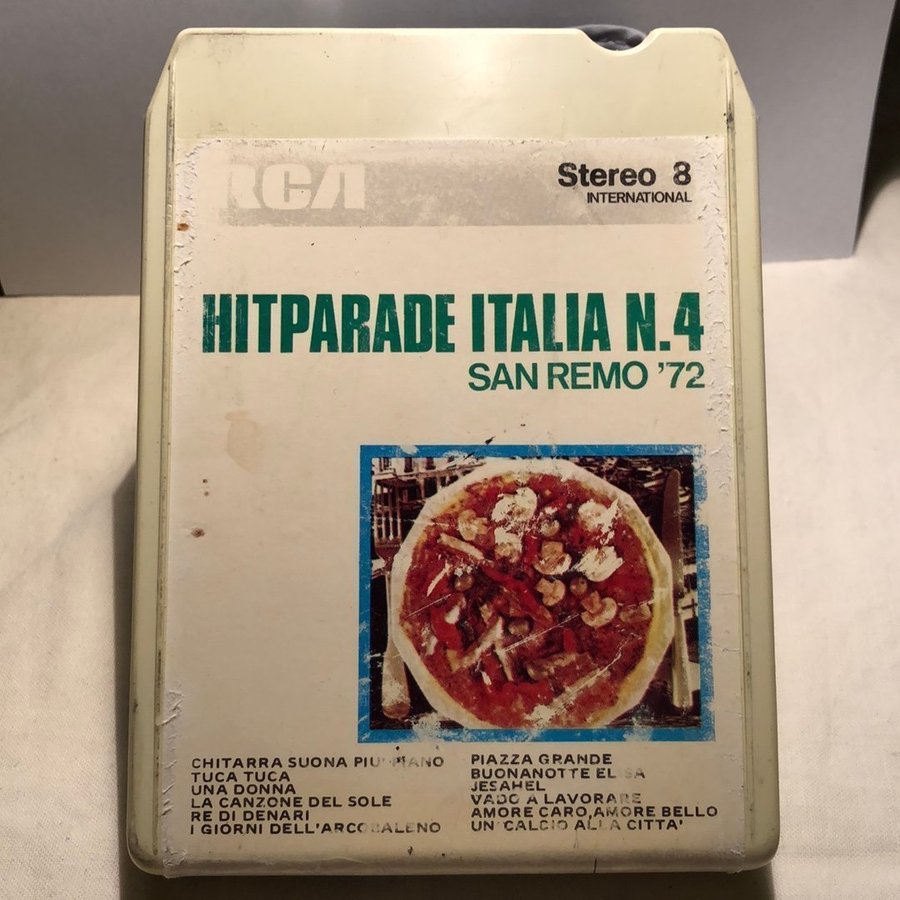 RCA
Stereo 8
INTERNATIONAL
HITPARADE ITALIA N.4
SAN REMO '72
CHITARRA SUONA PIU' PIANO
TUCA TUCA
UNA DONNA
LA CANZONE DEL SOLE
RE DI DENARI
I GIORNI DELL'ARCOBALENO
PIAZZA GRANDE
BUONANOTTE ELISA
JESAHEL
VADO A LAVORARE
AMORE CARO,AMORE BELLO
UN'CALCIO ALLA CITTA'